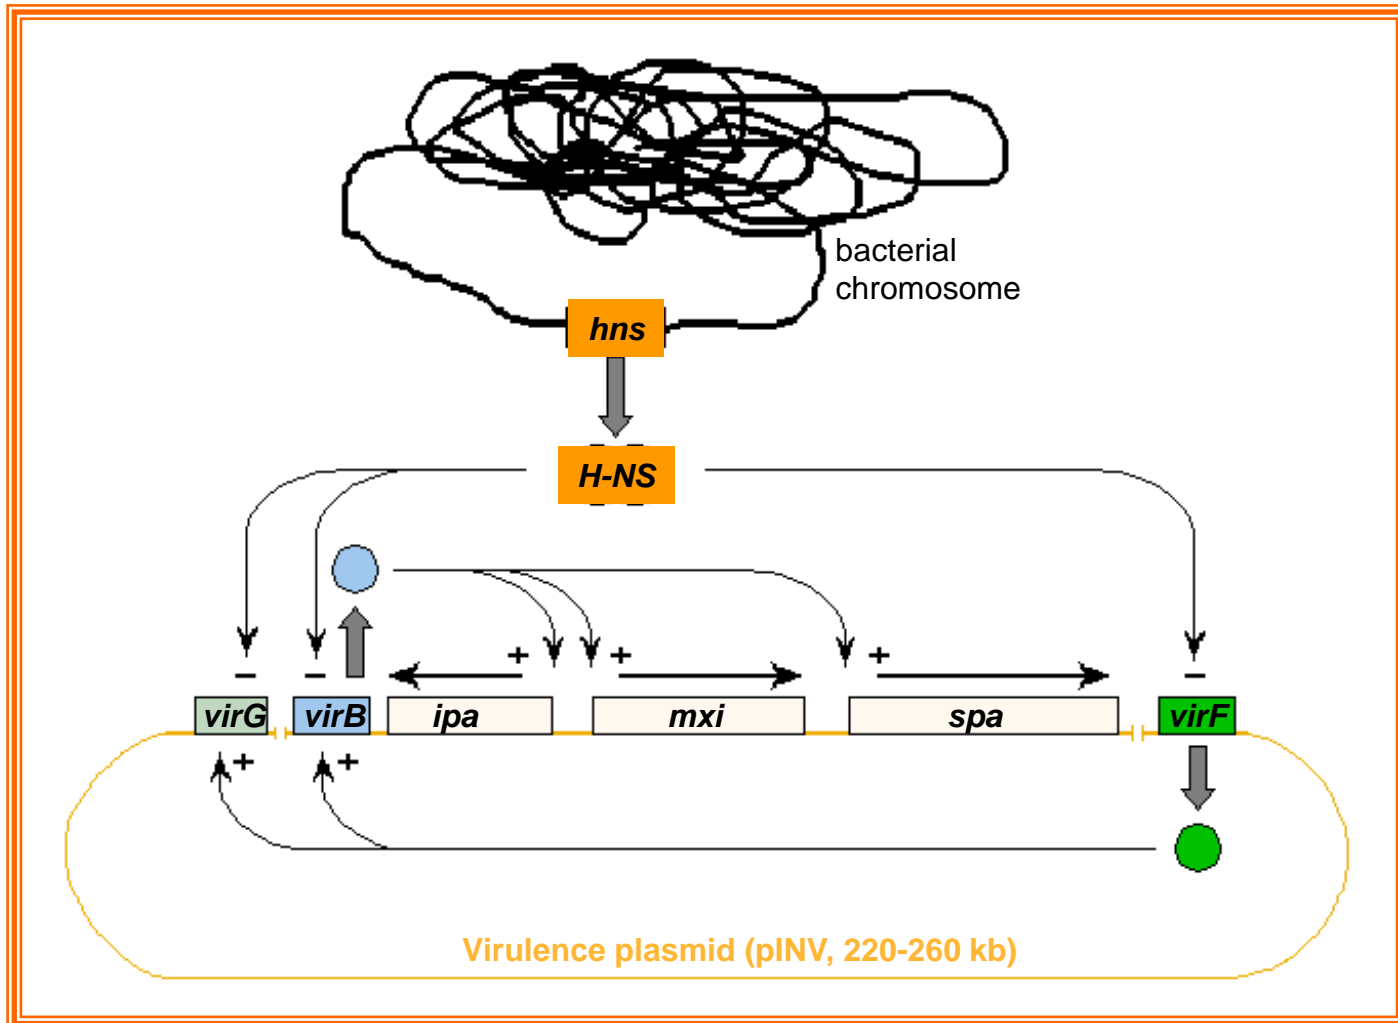 bacterial
chromosome
hns
H-NS
+ + +
− − −
virG virB ipa mxi spa virF
+ +
Virulence plasmid (pINV, 220-260 kb)